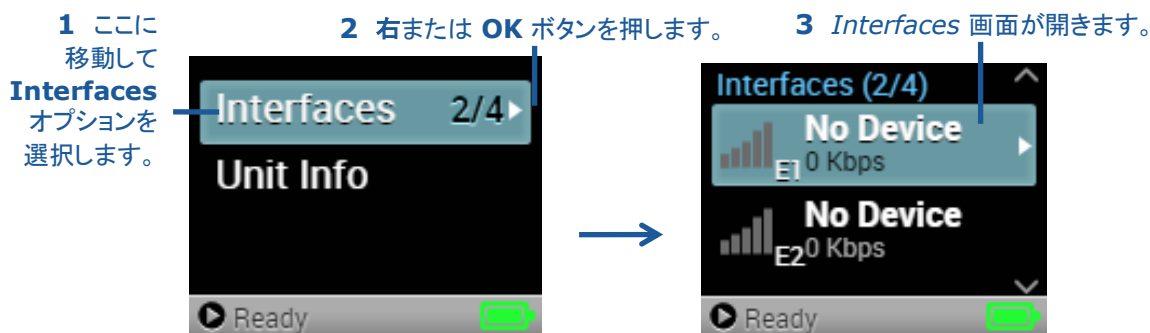 1 ここに
移動して
Interfaces
オプションを
選択します。
2 右または OK ボタンを押します。
3 Interfaces 画面が開きます。
Interfaces 2/4
Unit Info
Ready
Interfaces (2/4)
No Device
E1 0 Kbps
No Device
E2 0 Kbps
Ready